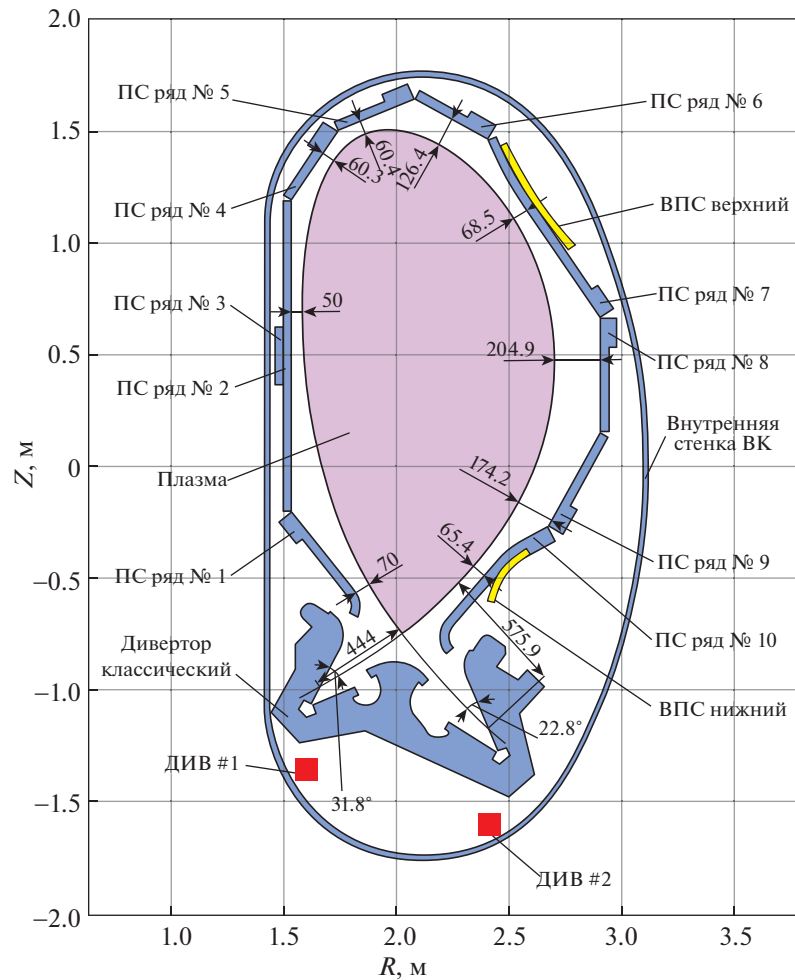 2.0
ПС ряд № 5
ПС ряд № 6
1.5
60.4
126.4
60.3
ПС ряд № 4
68.5
ВПС верхний
1.0
ПС ряд № 3
50
ПС ряд № 7
0.5
204.9
ПС ряд № 8
ПС ряд № 2
Внутренняя
стенка ВК
Z, м
0
Плазма
174.2
65.4
ПС ряд № 9
ПС ряд № 1
70
−0.5
ПС ряд № 10
444
575.9
Дивертор
классический
−1.0
ВПС нижний
22.8°
ДИВ #1
31.8°
−1.5
ДИВ #2
−2.0
1.0
1.5
2.0
2.5
3.0
3.5
R, м